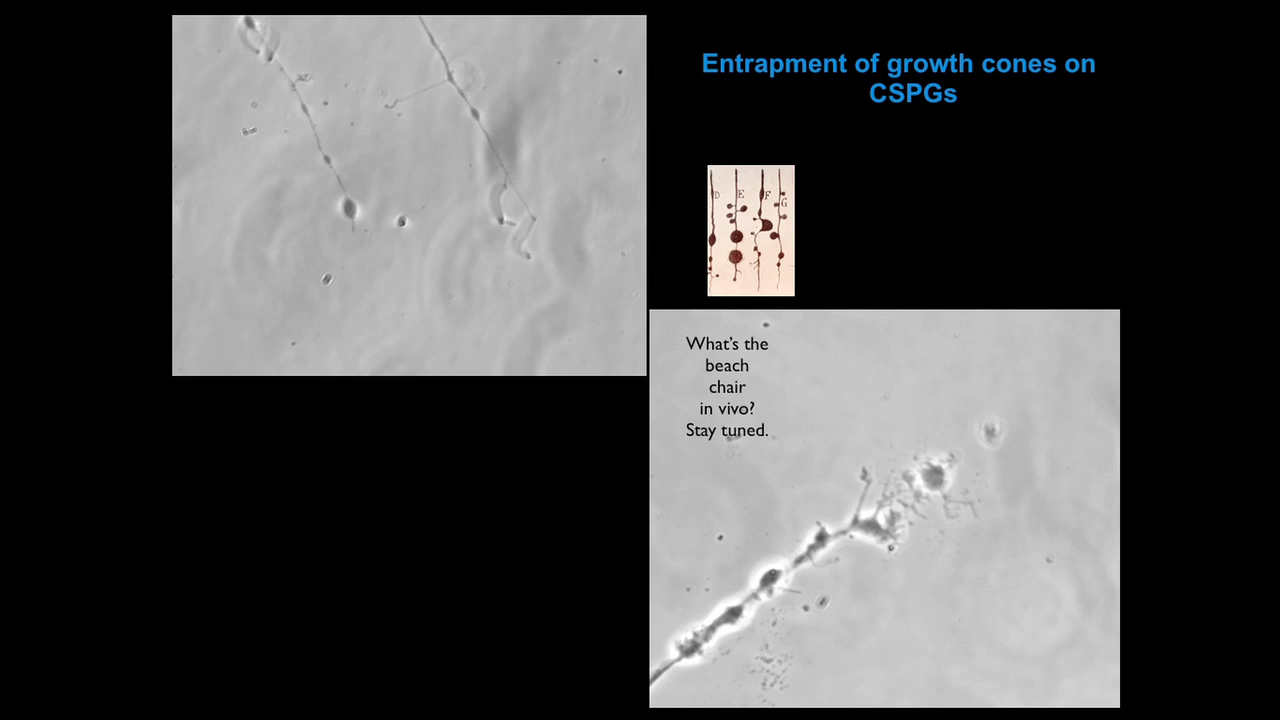 Entrapment of growth cones on
CSPGs
D E F G
What's the
beach
chair
in vivo?
Stay tuned.